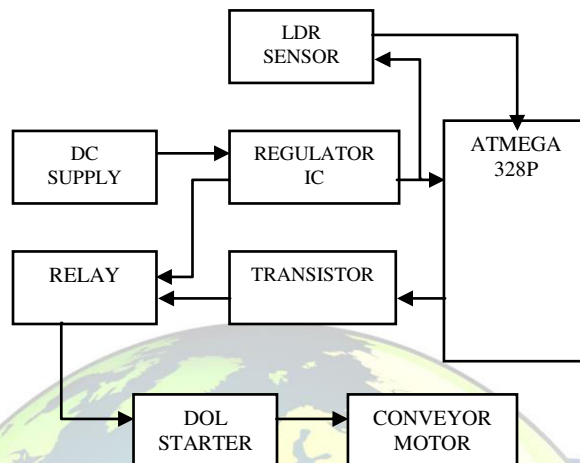 LDR
SENSOR
DC
SUPPLY
REGULATOR
IC
ATMEGA
328P
RELAY
TRANSISTOR
DOL
STARTER
CONVEYOR
MOTOR